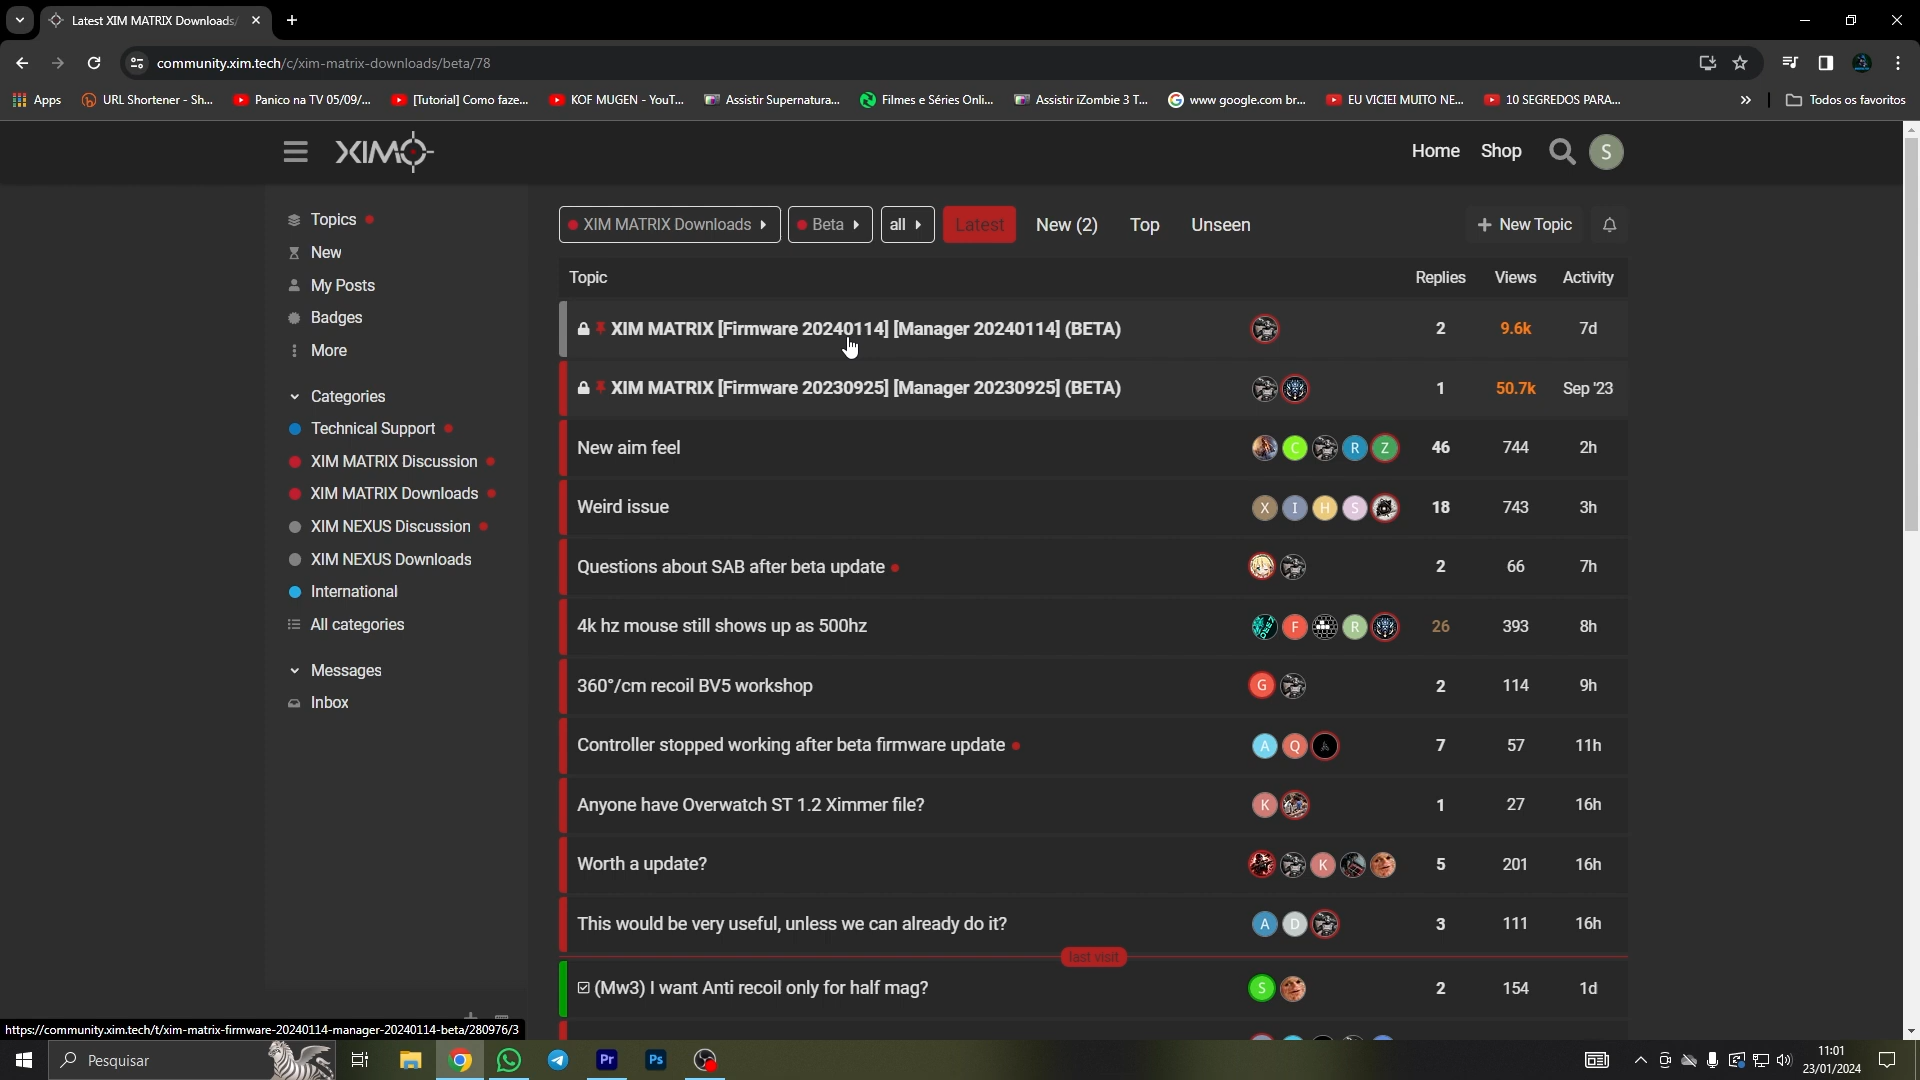 Latest XIM MATRIX Downloads/
community.xim.tech/c/xim-matrix-downloads/beta/78
Apps
URL Shortener - Sh...
Panico na TV 05/09/...
[Tutorial] Como faze...
KOF MUGEN - YouT...
Assistir Supernatura...
Filmes e Séries Onli...
Assistir iZombie 3 T...
www google.com br...
EU VICIEI MUITO NE...
10 SEGREDOS PARA...
»
Todos os favoritos
XIM
Home
Shop
S
Topics
New
My Posts
Badges
More
Categories
Technical Support
XIM MATRIX Discussion
XIM MATRIX Downloads
XIM NEXUS Discussion
XIM NEXUS Downloads
International
All categories
Messages
Inbox
XIM MATRIX Downloads
Beta
all
Latest
New (2)
Top
Unseen
+ New Topic
Topic Replies Views Activity
XIM MATRIX [Firmware 20240114] [Manager 20240114] (BETA) 2 9.6k 7d
XIM MATRIX [Firmware 20230925] [Manager 20230925] (BETA) 1 50.7k Sep '23
New aim feel C R Z 46 744 2h
Weird issue X I H S 18 743 3h
Questions about SAB after beta update 2 66 7h
4k hz mouse still shows up as 500hz F R 26 393 8h
360°/cm recoil BV5 workshop G 2 114 9h
Controller stopped working after beta firmware update A Q 7 57 11h
Anyone have Overwatch ST 1.2 Ximmer file? K 1 27 16h
Worth a update? K 5 201 16h
This would be very useful, unless we can already do it? A D 3 111 16h
last visit
(Mw3) I want Anti recoil only for half mag? S 2 154 1d
https://community.xim.tech/t/xim-matrix-firmware-20240114-manager-20240114-beta/280976/3
Pesquisar
Pr
Ps
11:01
23/01/2024